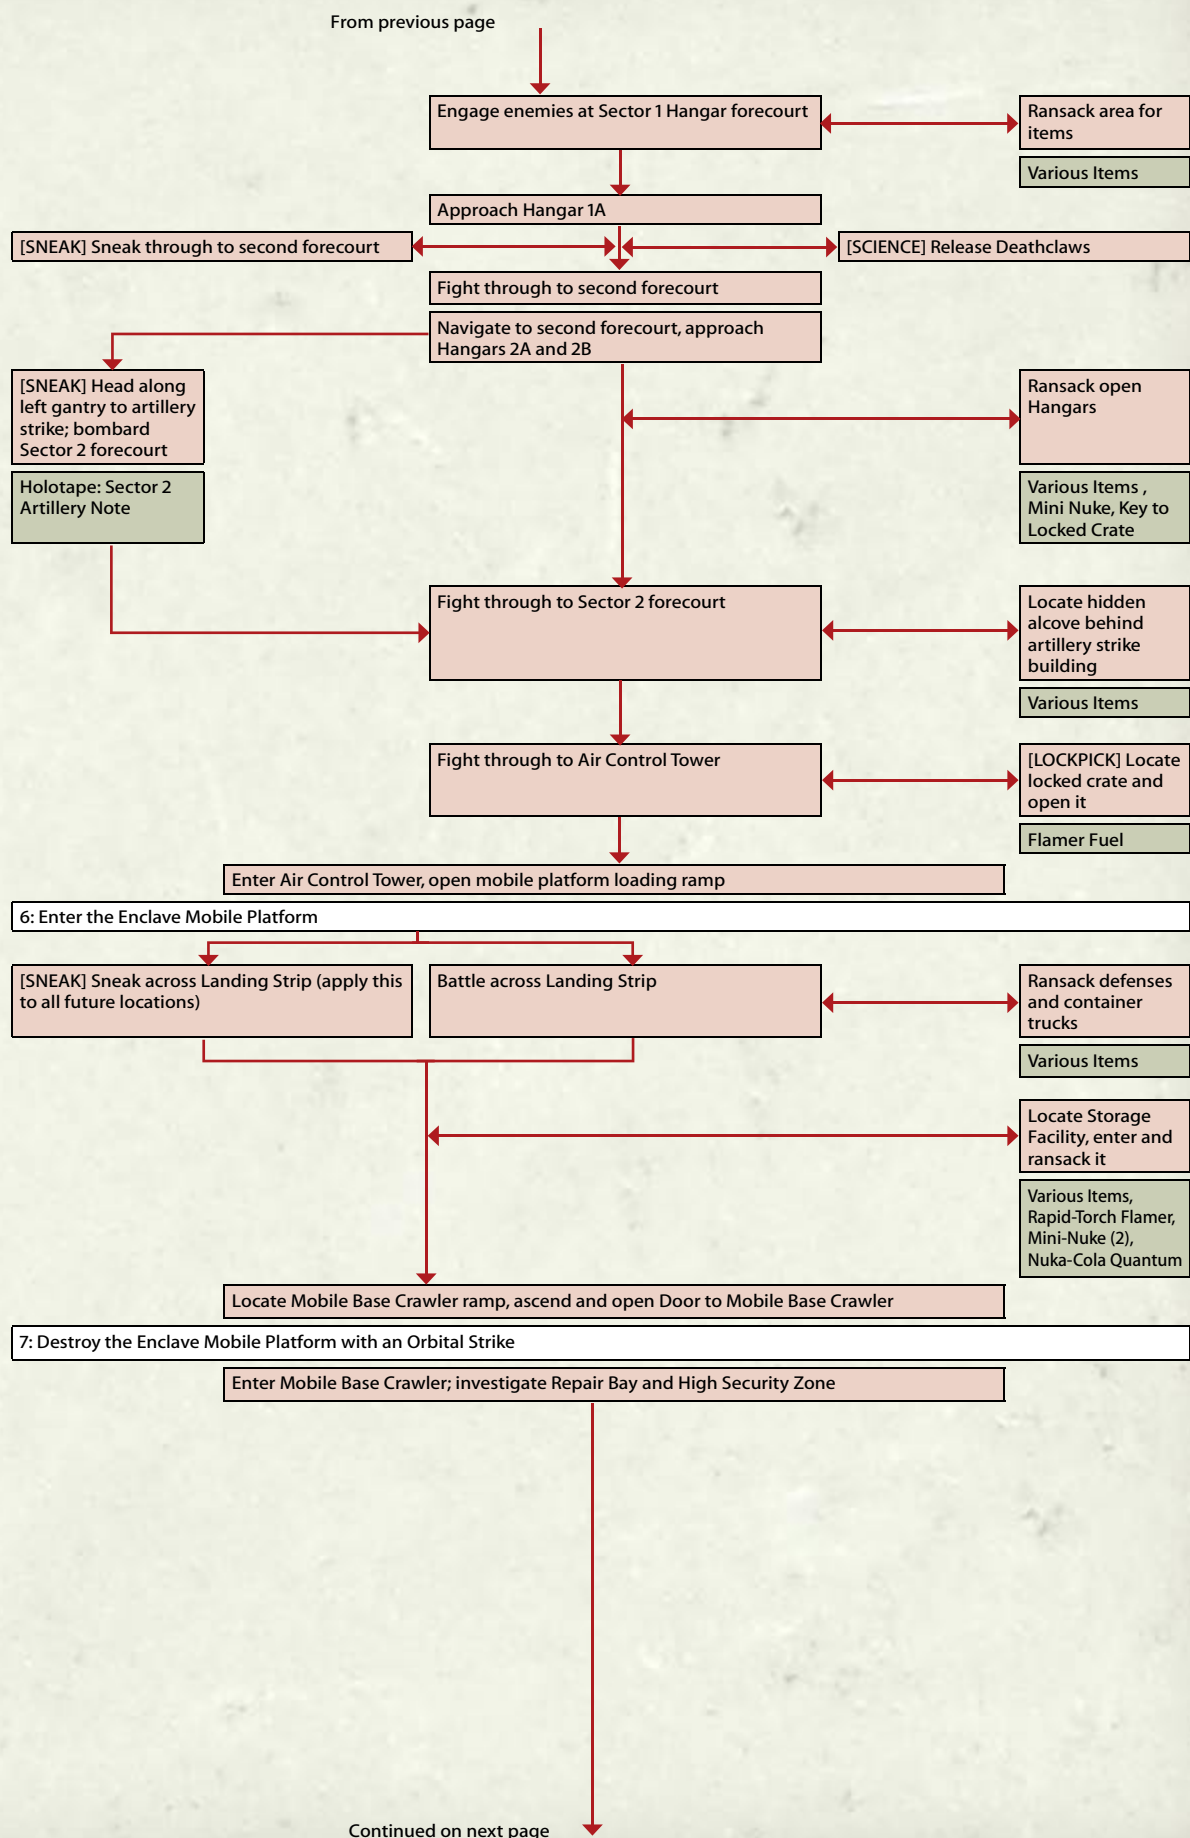 From previous page
Engage enemies at Sector 1 Hangar forecourt
Ransack area for
items
Various Items
Approach Hangar 1A
[SNEAK] Sneak through to second forecourt
[SCIENCE] Release Deathclaws
Fight through to second forecourt
Navigate to second forecourt, approach
Hangars 2A and 2B
[SNEAK] Head along
left gantry to artillery
strike; bombard
Sector 2 forecourt
Ransack open
Hangars
Holotape: Sector 2
Artillery Note
Various Items ,
Mini Nuke, Key to
Locked Crate
Fight through to Sector 2 forecourt
Locate hidden
alcove behind
artillery strike
building
Various Items
Fight through to Air Control Tower
[LOCKPICK] Locate
locked crate and
open it
Flamer Fuel
Enter Air Control Tower, open mobile platform loading ramp
6: Enter the Enclave Mobile Platform
[SNEAK] Sneak across Landing Strip (apply this
to all future locations)
Battle across Landing Strip
Ransack defenses
and container
trucks
Various Items
Locate Storage
Facility, enter and
ransack it
Various Items,
Rapid-Torch Flamer,
Mini-Nuke (2),
Nuka-Cola Quantum
Locate Mobile Base Crawler ramp, ascend and open Door to Mobile Base Crawler
7: Destroy the Enclave Mobile Platform with an Orbital Strike
Enter Mobile Base Crawler; investigate Repair Bay and High Security Zone
Continued on next page